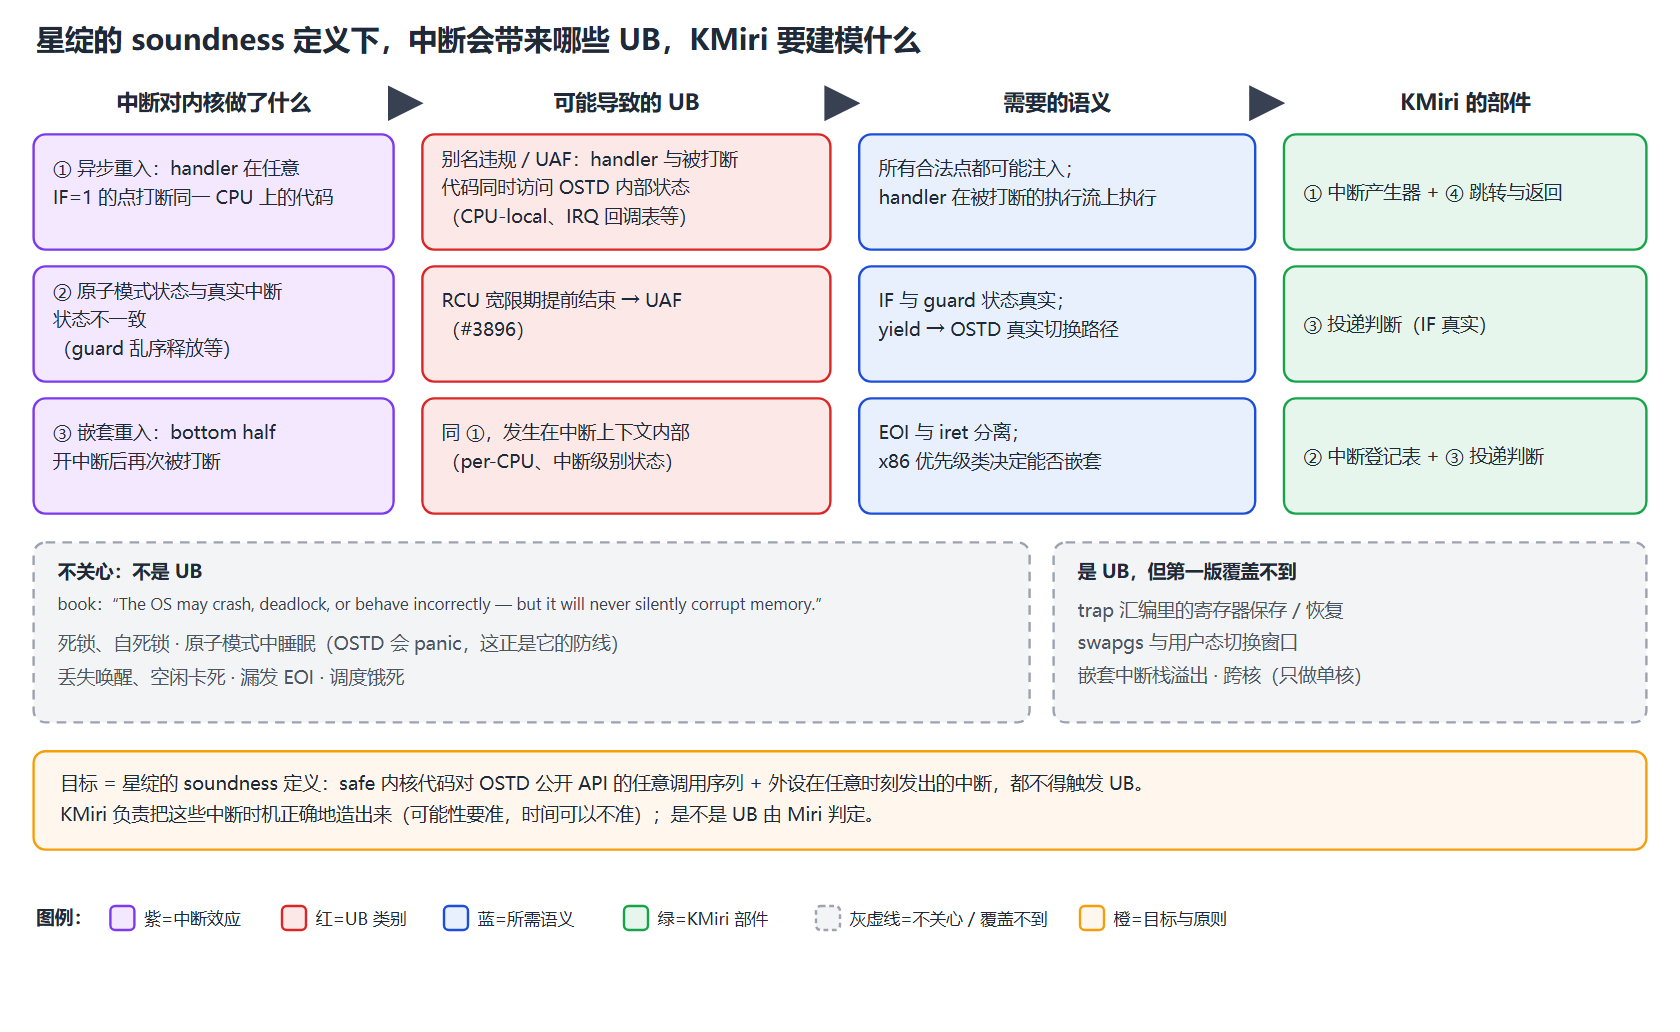 星绽的 soundness 定义下，中断会带来哪些 UB，KMiri 要建模什么
中断对内核做了什么
可能导致的 UB
需要的语义
KMiri 的部件
① 异步重入：handler 在任意
IF=1 的点打断同一 CPU 上的代码
别名违规 / UAF：handler 与被打断
代码同时访问 OSTD 内部状态
（CPU-local、IRQ 回调表等）
所有合法点都可能注入；
handler 在被打断的执行流上执行
① 中断产生器 + ④ 跳转与返回
② 原子模式状态与真实中断
状态不一致
（guard 乱序释放等）
RCU 宽限期提前结束 → UAF
（#3896）
IF 与 guard 状态真实；
yield → OSTD 真实切换路径
③ 投递判断（IF 真实）
③ 嵌套重入：bottom half
开中断后再次被打断
同 ①，发生在中断上下文内部
（per-CPU、中断级别状态）
EOI 与 iret 分离；
x86 优先级类决定能否嵌套
② 中断登记表 + ③ 投递判断
不关心：不是 UB
book：“The OS may crash, deadlock, or behave incorrectly — but it will never silently corrupt memory.”
死锁、自死锁 · 原子模式中睡眠（OSTD 会 panic，这正是它的防线）
丢失唤醒、空闲卡死 · 漏发 EOI · 调度饿死
是 UB，但第一版覆盖不到
trap 汇编里的寄存器保存 / 恢复
swapgs 与用户态切换窗口
嵌套中断栈溢出 · 跨核（只做单核）
目标 = 星绽的 soundness 定义：safe 内核代码对 OSTD 公开 API 的任意调用序列 + 外设在任意时刻发出的中断，都不得触发 UB。
KMiri 负责把这些中断时机正确地造出来（可能性要准，时间可以不准）；是不是 UB 由 Miri 判定。
图例：
紫=中断效应
红=UB 类别
蓝=所需语义
绿=KMiri 部件
灰虚线=不关心 / 覆盖不到
橙=目标与原则